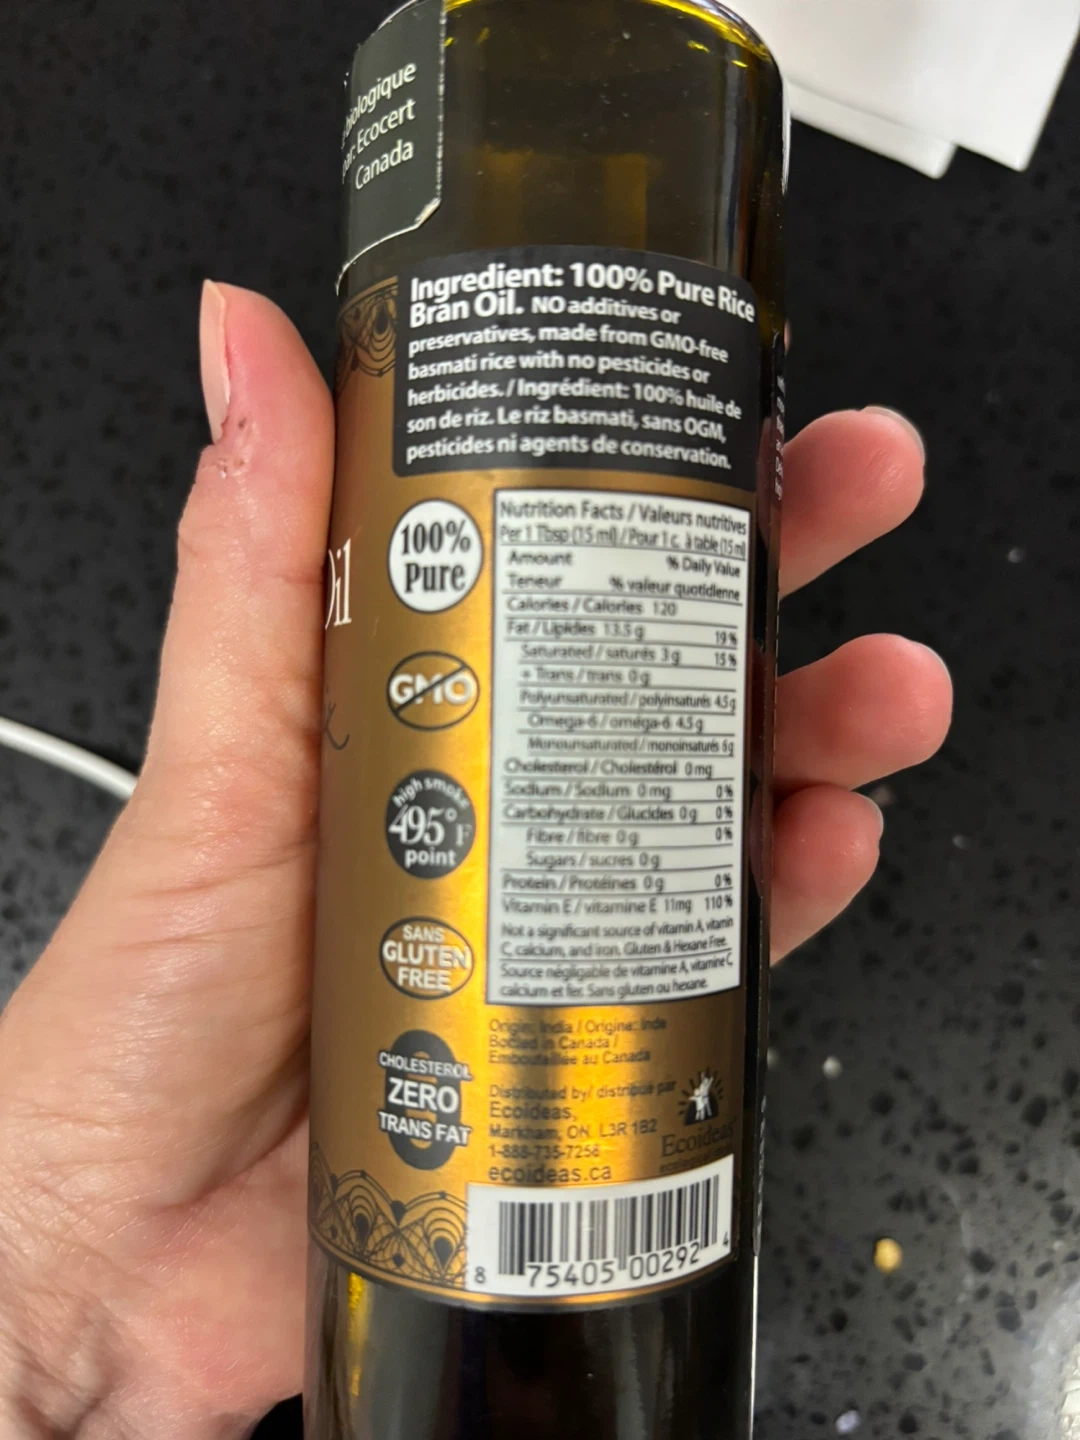 biologique
par: Ecocert
Canada
Ingredient: 100% Pure Rice
Bran Oil. NO additives or
preservatives, made from GMO-free
basmati rice with no pesticides or
herbicides. / Ingrédient: 100% huile de
son de riz. Le riz basmati, sans OGM,
pesticides ni agents de conservation.
Oil
100%
Pure
GMO
high smoke
495° F
point
SANS
GLUTEN
FREE
CHOLESTEROL
ZERO
TRANS FAT
Nutrition Facts / Valeurs nutritives
Per 1 Tbsp (15 ml) / Pour 1 c. à table (15 ml)
Amount % Daily Value
Teneur % valeur quotidienne
Calories / Calories 120
Fat / Lipides 13.5 g 19 %
Saturated / saturés 3 g 15 %
+ Trans / trans 0 g
Polyunsaturated / polyinsaturés 4.5 g
Omega-6 / oméga-6 4.5 g
Monounsaturated / monoinsaturés 6 g
Cholesterol / Cholestérol 0 mg
Sodium / Sodium 0 mg 0 %
Carbohydrate / Glucides 0 g 0 %
Fibre / fibre 0 g 0 %
Sugars / sucres 0 g
Protein / Protéines 0 g 0 %
Vitamin E / vitamine E 11mg 110 %
Not a significant source of vitamin A, vitamin
C, calcium, and iron. Gluten & Hexane Free.
Source négligable de vitamine A, vitamine C,
calcium et fer. Sans gluten ou hexane.
Origin: India / Origine: Inde
Bottled in Canada /
Embouteillée au Canada
Distributed by/ distribué par
Ecoideas,
Markham, ON L3R 1B2
1-888-735-7258
ecoideas.ca
Ecoideas
8 75405 00292 4